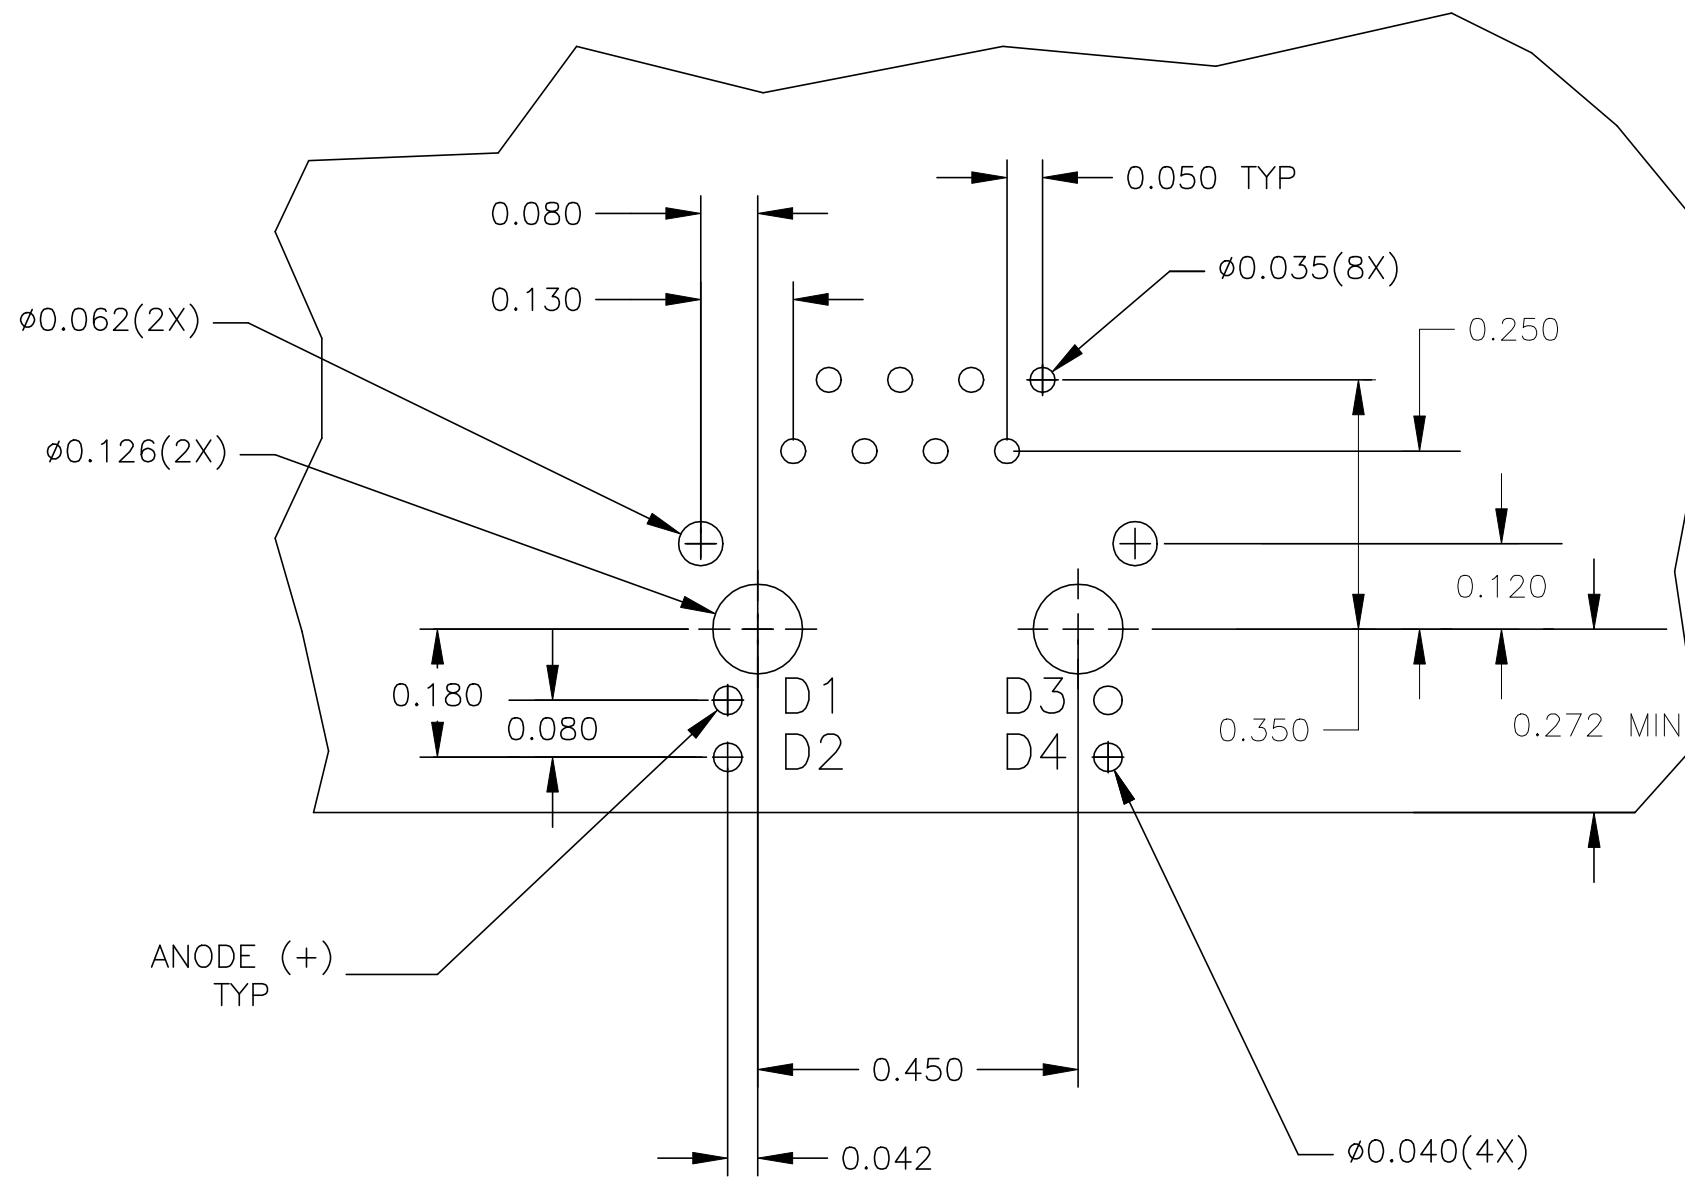 0.050 TYP
0.080
ø0.035(8X)
0.130
ø0.062(2X)
0.250
ø0.126(2X)
0.120
0.180
D1
D3
0.080
0.350
0.272 MIN
D2
D4
ANODE (+)
TYP
0.450
ø0.040(4X)
0.042